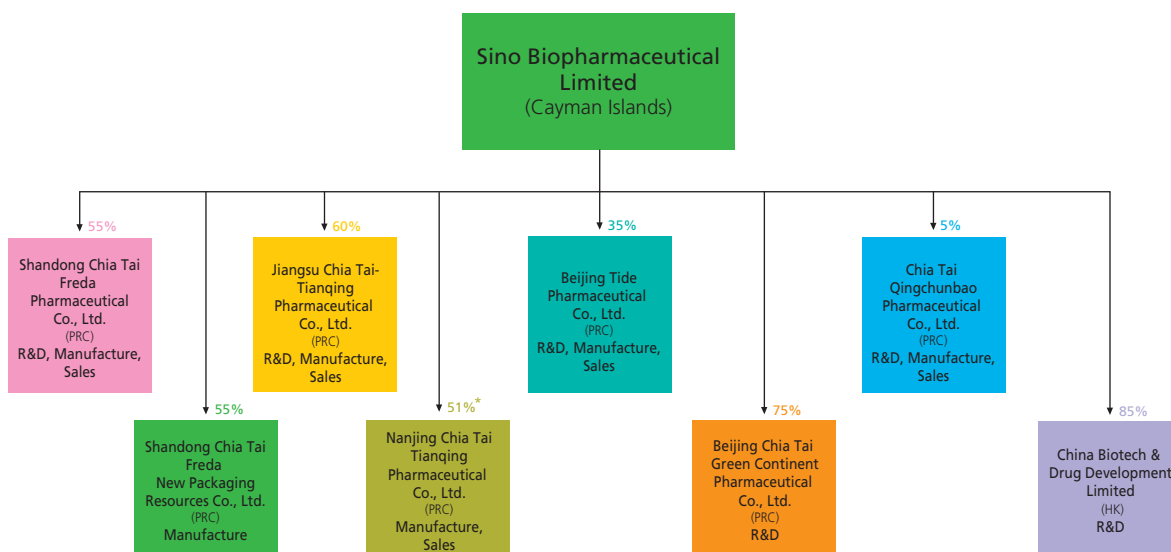 Sino Biopharmaceutical
Limited
(Cayman Islands)
55%
Shandong Chia Tai
Freda
Pharmaceutical
Co., Ltd.
(PRC)
R&D, Manufacture,
Sales
60%
Jiangsu Chia Tai-
Tianqing
Pharmaceutical
Co., Ltd.
(PRC)
R&D, Manufacture,
Sales
35%
Beijing Tide
Pharmaceutical
Co., Ltd.
(PRC)
R&D, Manufacture,
Sales
5%
Chia Tai
Qingchunbao
Pharmaceutical
Co., Ltd.
(PRC)
R&D, Manufacture,
Sales
55%
Shandong Chia Tai
Freda
New Packaging
Resources Co., Ltd.
(PRC)
Manufacture
51%*
Nanjing Chia Tai
Tianqing
Pharmaceutical
Co., Ltd.
(PRC)
Manufacture,
Sales
75%
Beijing Chia Tai
Green Continent
Pharmaceutical
Co., Ltd.
(PRC)
R&D
85%
China Biotech &
Drug Development
Limited
(HK)
R&D